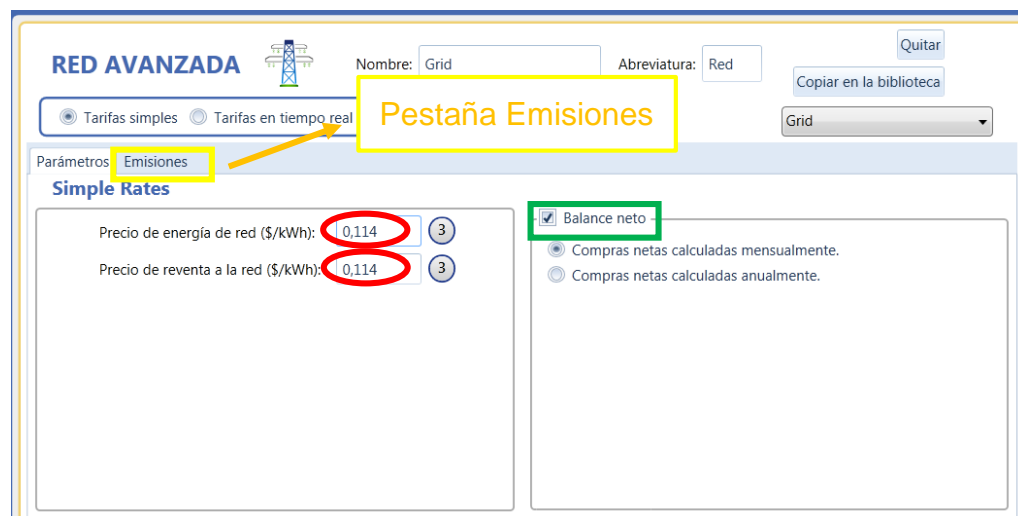 RED AVANZADA
Nombre: Grid
Abreviatura: Red
Quitar
Copiar en la biblioteca
Tarifas simples Tarifas en tiempo real
Pestaña Emisiones
Grid
Parámetros Emisiones
Simple Rates
Precio de energía de red ($/kWh): 0,114 3
Precio de reventa a la red ($/kWh): 0,114 3
Balance neto
Compras netas calculadas mensualmente.
Compras netas calculadas anualmente.